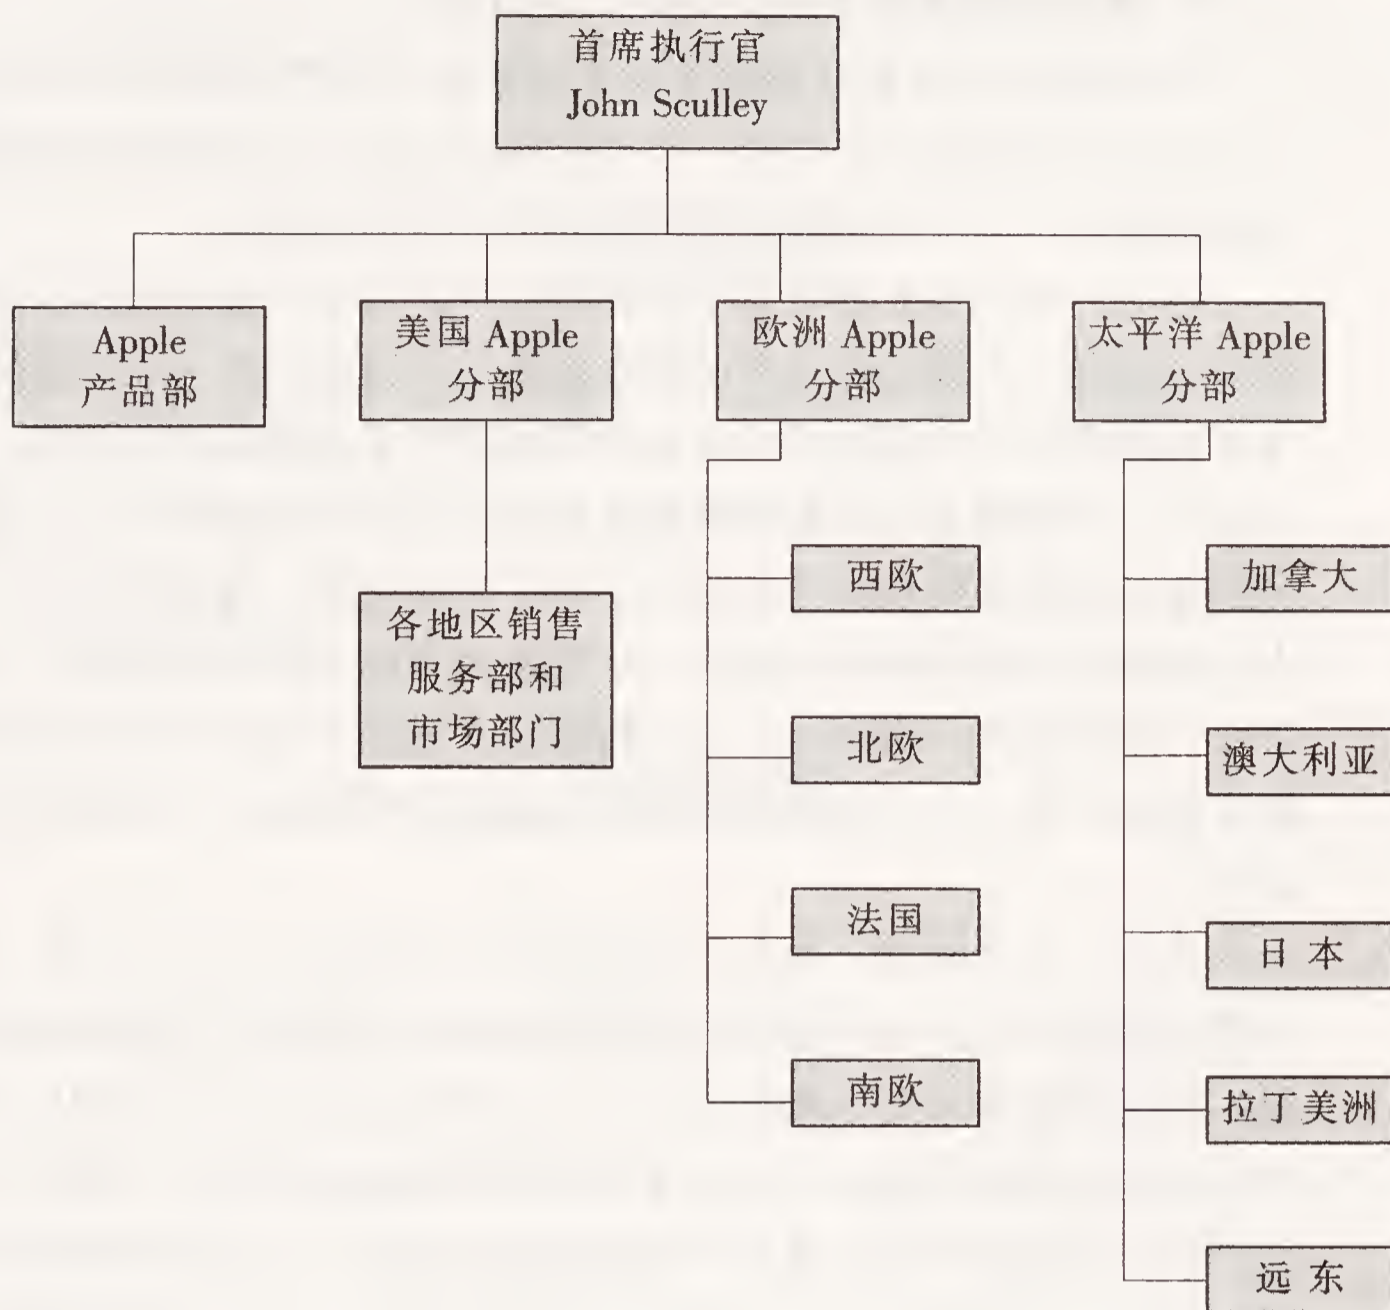 首席执行官
John Sculley
Apple
产品部
美国 Apple
分部
欧洲 Apple
分部
太平洋 Apple
分部
各地区销售
服务部和
市场部门
西欧
北欧
法国
南欧
加拿大
澳大利亚
日本
拉丁美洲
远东